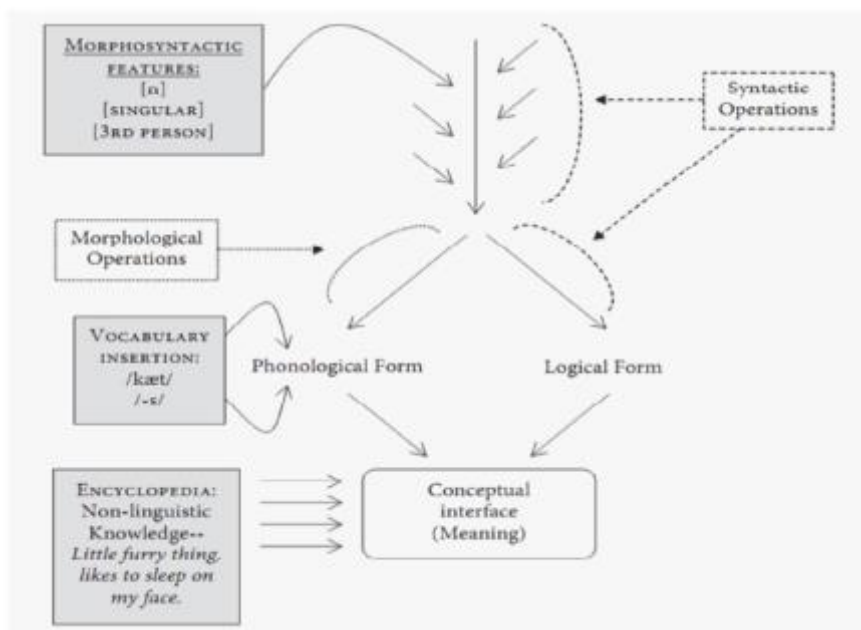 MORPHOSYNTACTIC
FEATURES:
[n]
[SINGULAR]
[3RD PERSON]
Syntactic
Operations
Morphological
Operations
VOCABULARY
INSERTION:
/kæt/
/-s/
Phonological Form
Logical Form
ENCYCLOPEDIA:
Non-linguistic
Knowledge--
Little furry thing,
likes to sleep on
my face.
Conceptual
interface
(Meaning)